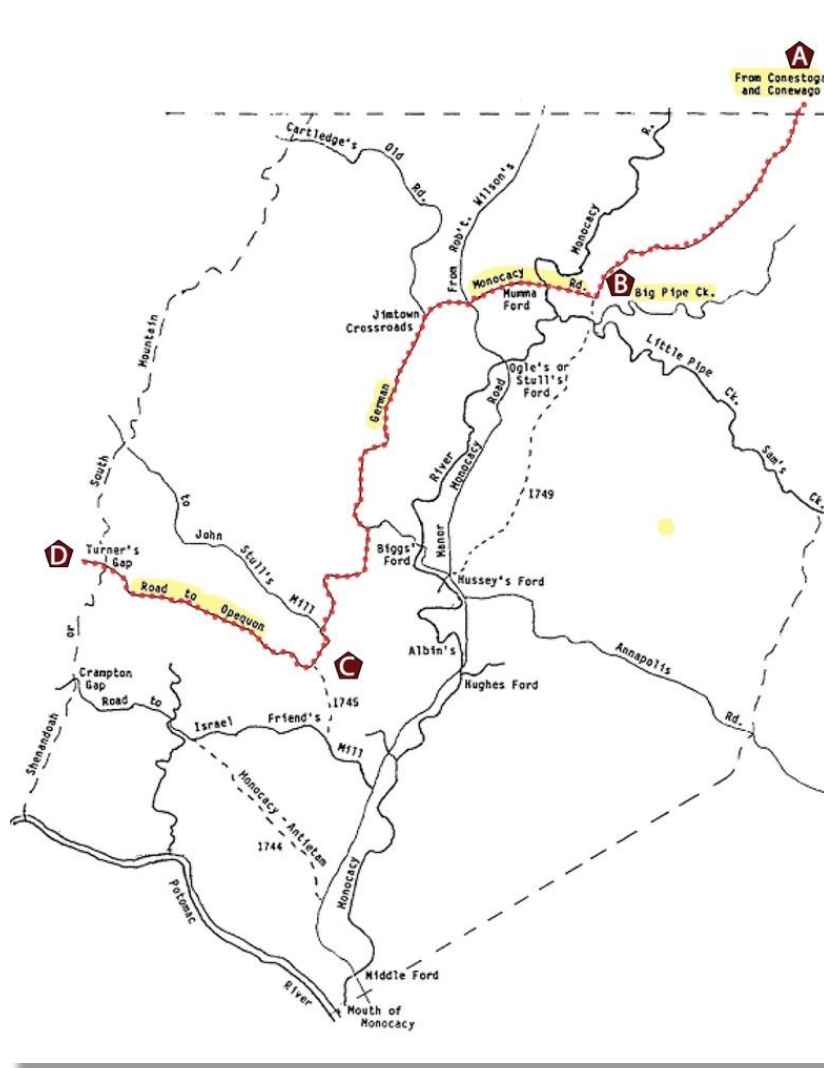 A
From Conestoga
and Conewago
Cartledge's Old Rd.
From Rob't. Wilson's
Monocacy R.
Monocacy Rd.
Mumma
Ford
B
Big Pipe Ck.
Jimtown
Crossroads
Mountain
German
Ogle's or
Stull's
Ford
Little Pipe Ck.
Sam's Ck.
River
Manor Monocacy Road
1749
South
to John Stull's Mill
Biggs'
Ford
Hussey's Ford
D
Turner's
Gap
Road to Opequon
C
or
Albin's
Annapolis Rd.
Crampton
Gap
Hughes Ford
1745
Road to Israel Friend's Mill
Shenandoah
Monocacy - Antietam
1744
Monocacy
Potomac River
Middle Ford
Mouth of
Monocacy